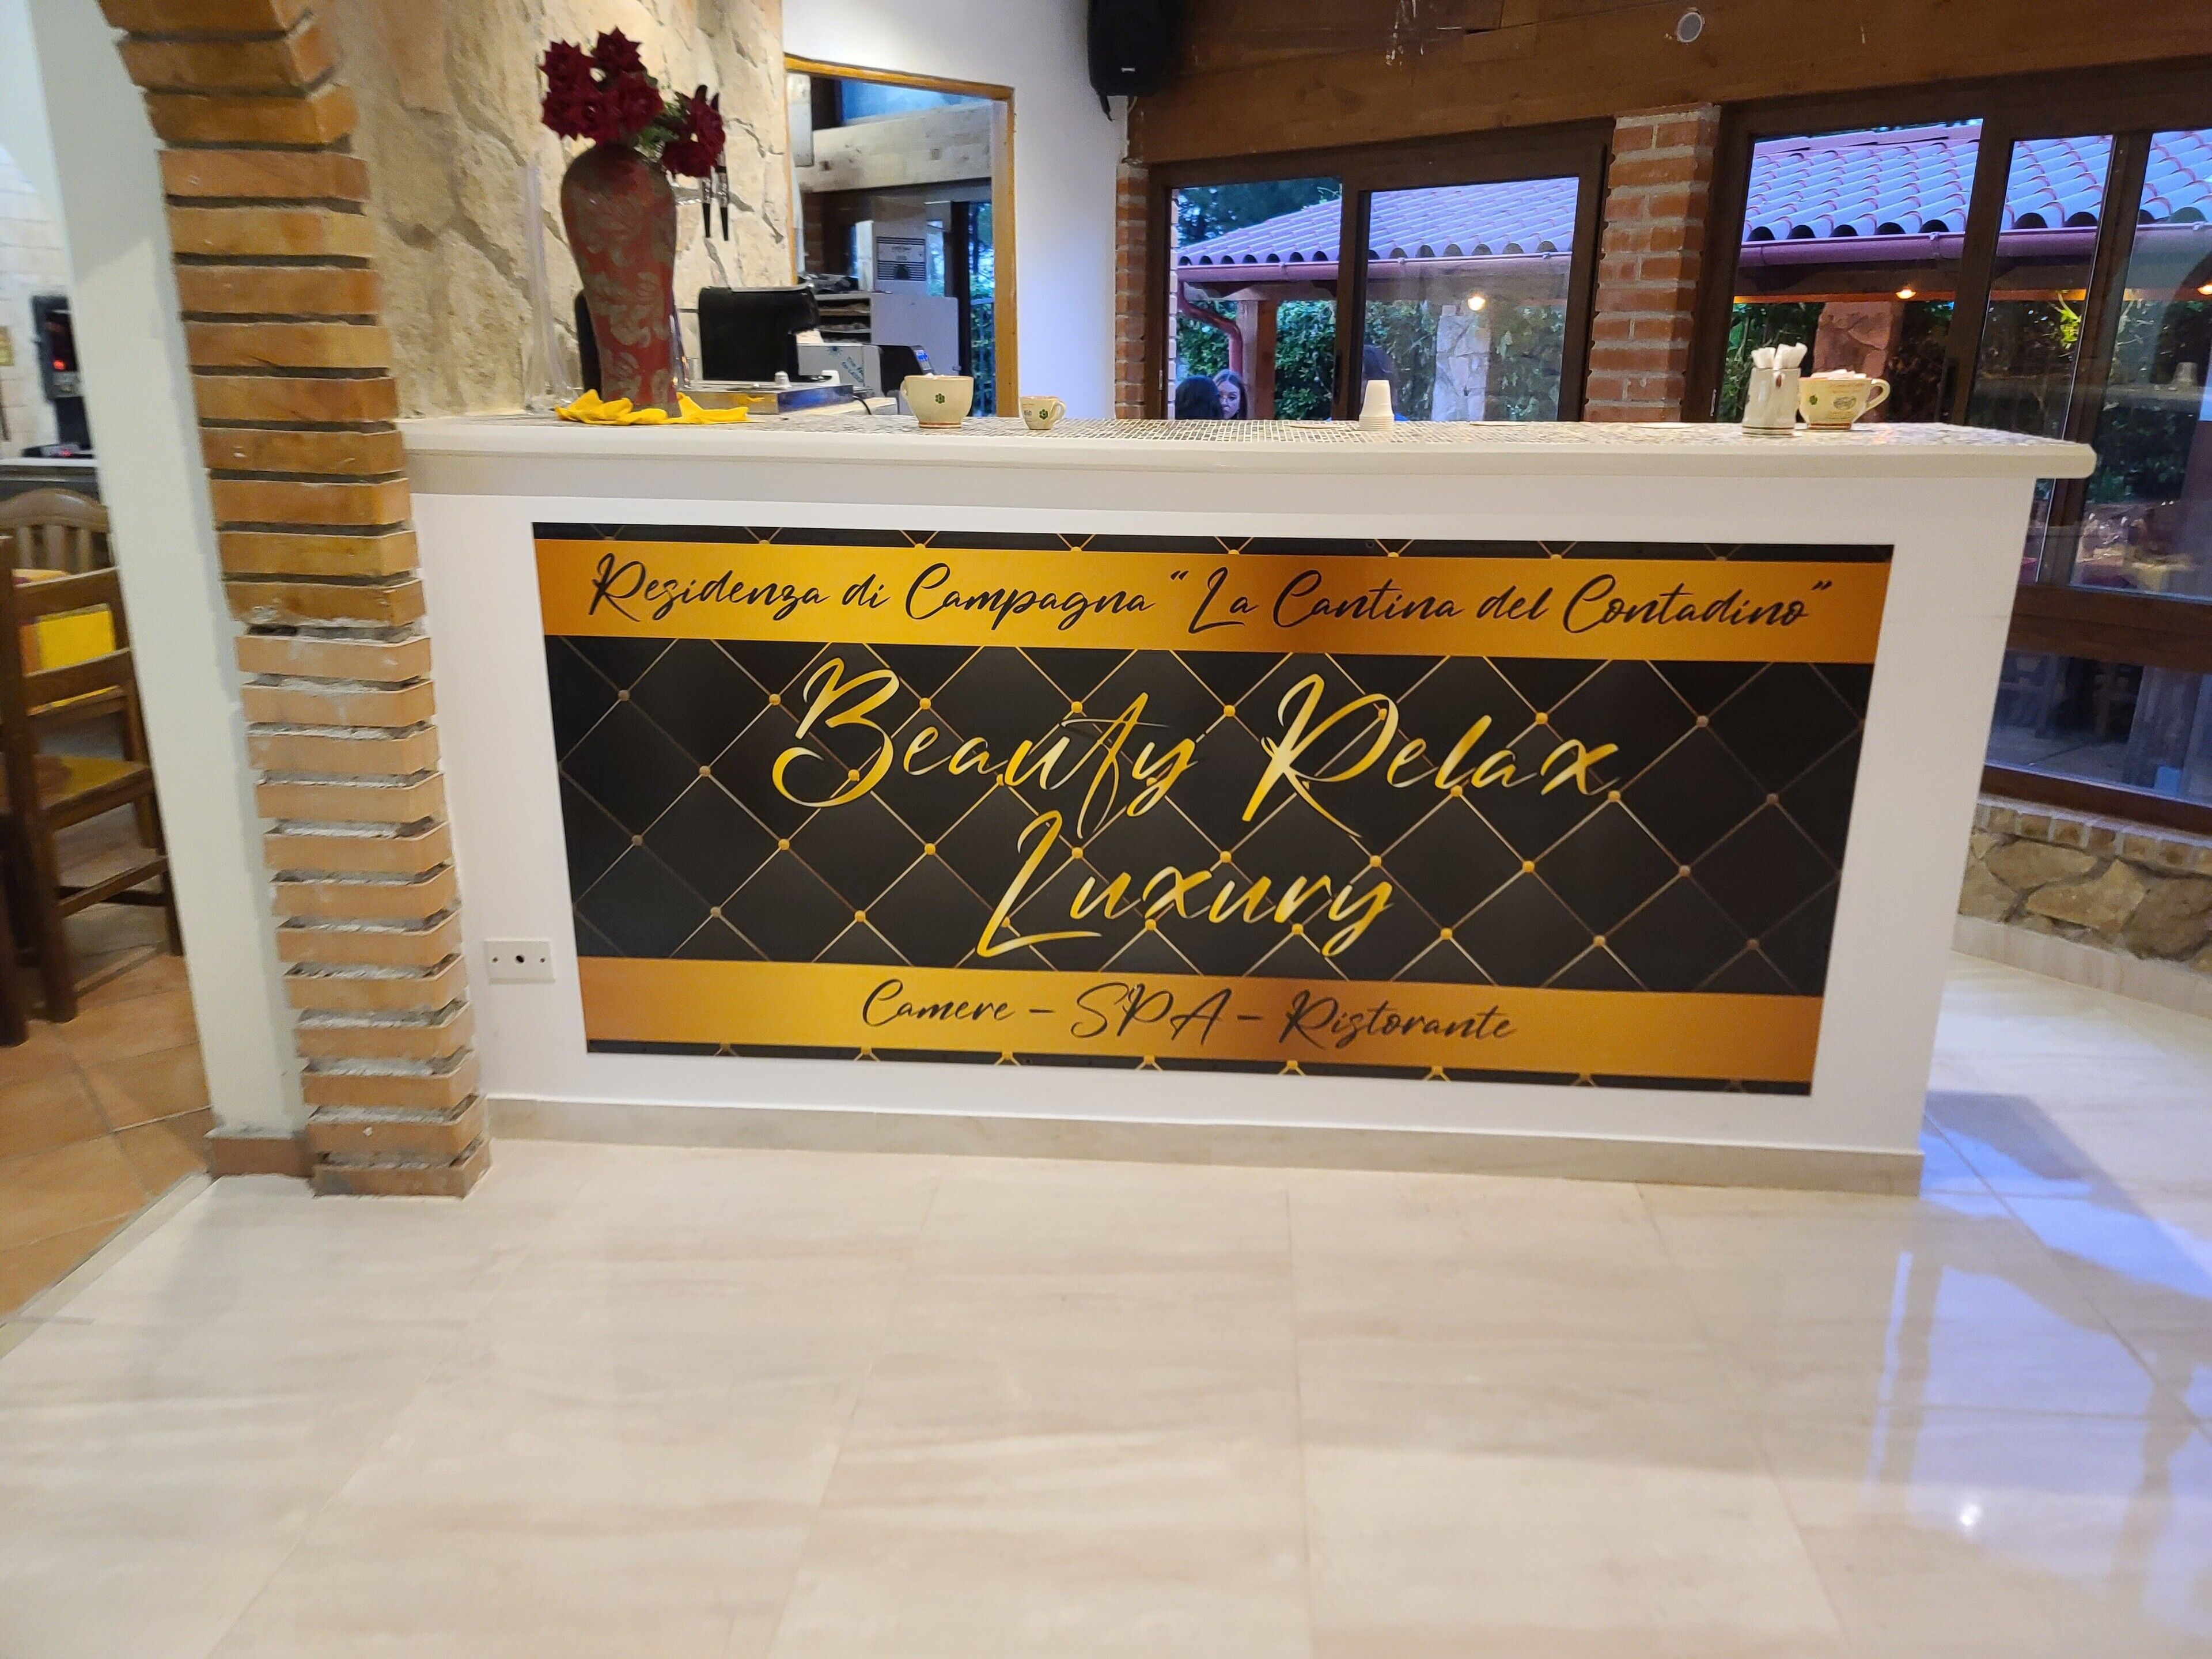 Residenza di Campagna "La Cantina del Contadino"
Beauty Relax
Luxury
Camere - SPA - Ristorante